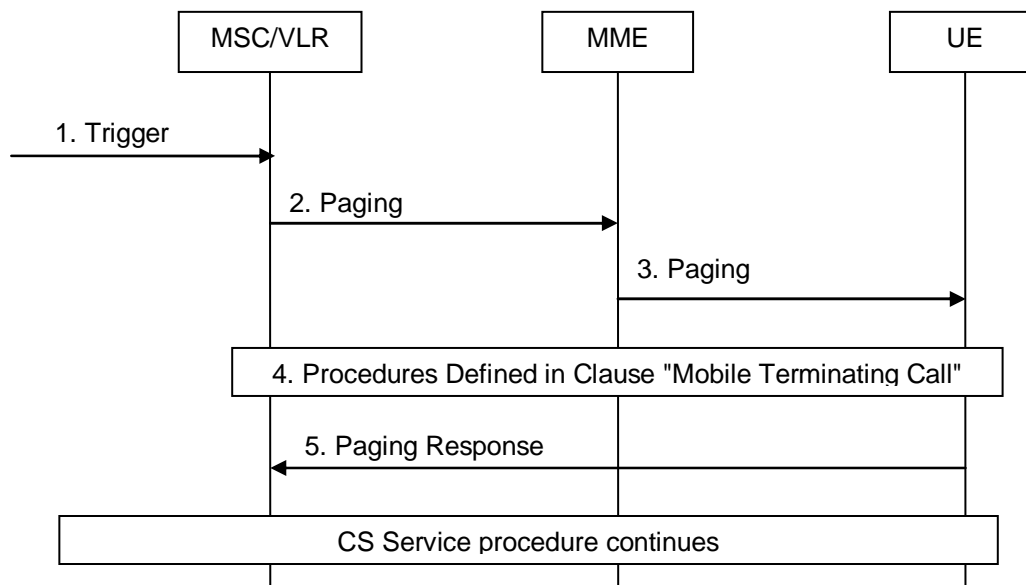 MSC/VLR
MME
UE
1. Trigger
2. Paging
3. Paging
4. Procedures Defined in Clause "Mobile Terminating Call"
5. Paging Response
CS Service procedure continues